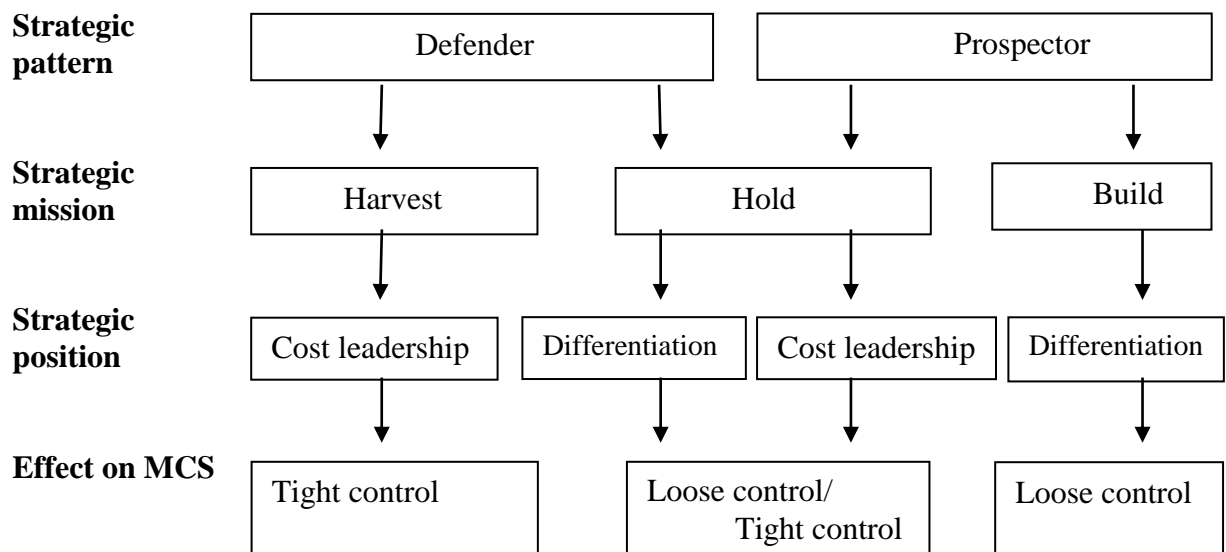 Strategic
pattern
Defender
Prospector
Strategic
mission
Harvest
Hold
Build
Strategic
position
Cost leadership
Differentiation
Cost leadership
Differentiation
Effect on MCS
Tight control
Loose control/
Tight control
Loose control